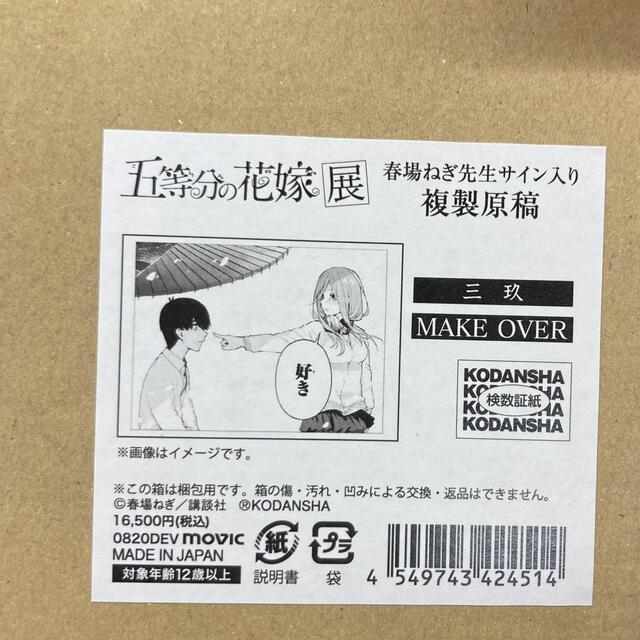 五等分の花嫁 展
春場ねぎ先生サイン入り
複製原稿
三玖
MAKE OVER
好き
KODANSHA
KODANSHA
検数証紙
KODANSHA
KODANSHA
※画像はイメージです。
※この箱は梱包用です。箱の傷・汚れ・凹みによる交換・返品はできません。
©春場ねぎ／講談社 ®KODANSHA
16,500円(税込)
0820DEV movic
MADE IN JAPAN
対象年齢12歳以上
紙
説明書
プラ
袋
4 549743 424514